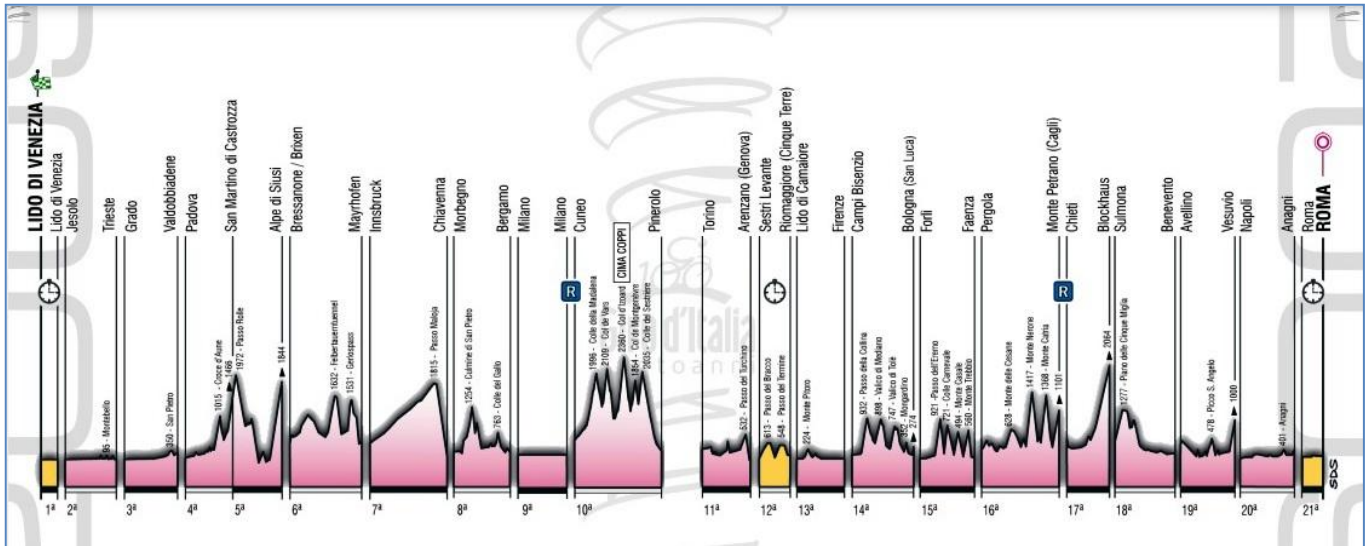 LIDO DI VENEZIA
Lido di Venezia
Jesolo
Trieste
Grado
Valdobbiadene
Padova
San Martino di Castrozza
Alpe di Siusi
Bressanone / Brixen
Mayrhofen
Innsbruck
Chiavenna
Morbegno
Bergamo
Milano
Milano
Cuneo
Pinerolo
Torino
Arenzano (Genova)
Sestri Levante
Riomaggiore (Cinque Terre)
Lido di Camaiore
Firenze
Campi Bisenzio
Bologna (San Luca)
Forlì
Faenza
Pergola
Monte Petrano (Cagli)
Chieti
Blockhaus
Sulmona
Benevento
Avellino
Vesuvio
Napoli
Anagni
Roma
ROMA
CIMA COPPI
R
R
100
d'Italia
95 - Montebello
350 - San Pietro
1015 - Croce d'Aune
1466
1972 - Passo Rolle
1844
1632 - Felbertauerntuennel
1531 - Gerlospass
1815 - Passo Maloja
1254 - Culmine di San Pietro
763 - Colle del Gallo
1996 - Colle della Madalena
2109 - Col de Vars
2360 - Col d'Izoard
1854 - Col de Montgenèvre
2035 - Colle del Sestrière
532 - Passo del Turchino
613 - Passo del Bracco
548 - Passo del Termine
224 - Monte Pitoro
932 - Passo della Collina
898 - Valico di Mediano
747 - Valico di Tolè
352 - Mongardino
274
921 - Passo dell'Eremo
721 - Colle Carnevale
494 - Monte Casale
560 - Monte Trebbio
628 - Monte delle Cesane
1417 - Monte Nerone
1368 - Monte Catria
1101
2064
1277 - Piano delle Cinque Miglia
478 - Picco S. Angelo
1000
401 - Anagni
SDS
1ª 2ª 3ª 4ª 5ª 6ª 7ª 8ª 9ª 10ª 11ª 12ª 13ª 14ª 15ª 16ª 17ª 18ª 19ª 20ª 21ª